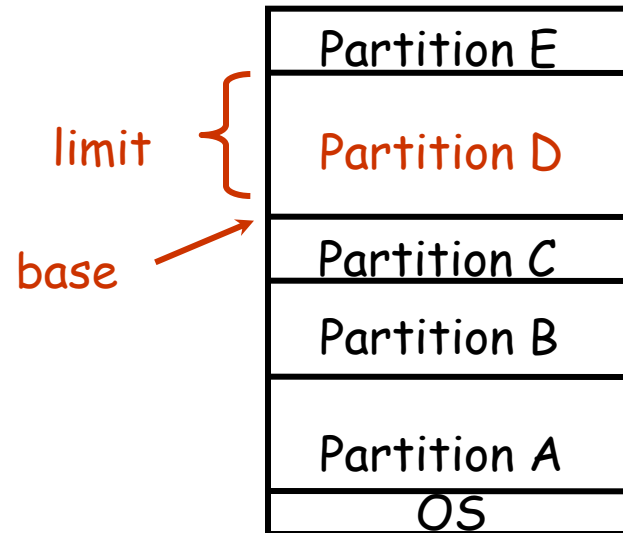 Partition E
limit
Partition D
base
Partition C
Partition B
Partition A
OS